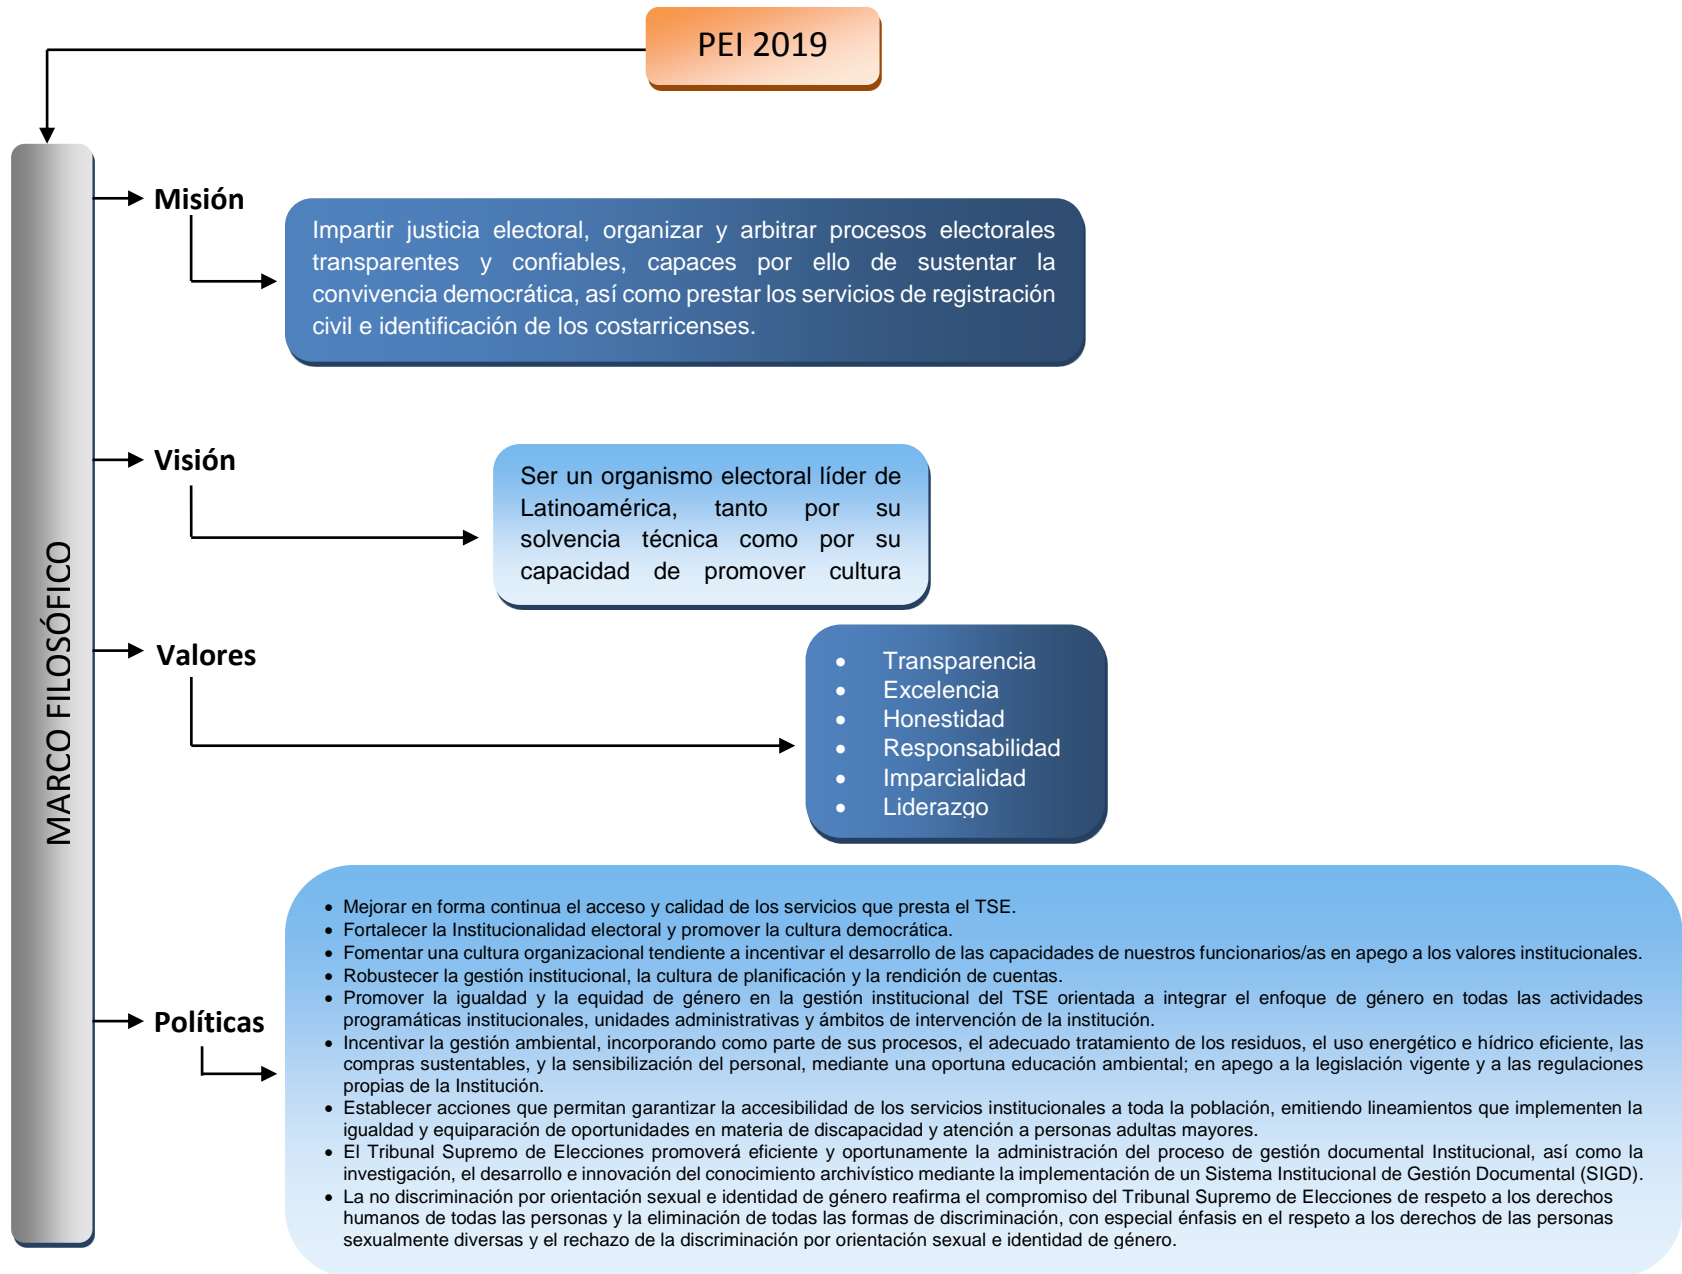 PEI 2019
MARCO FILOSÓFICO
Misión
Impartir justicia electoral, organizar y arbitrar procesos electorales
transparentes y confiables, capaces por ello de sustentar la
convivencia democrática, así como prestar los servicios de registración
civil e identificación de los costarricenses.
Visión
Ser un organismo electoral líder de
Latinoamérica, tanto por su
solvencia técnica como por su
capacidad de promover cultura
Valores
• Transparencia
• Excelencia
• Honestidad
• Responsabilidad
• Imparcialidad
• Liderazgo
Políticas
• Mejorar en forma continua el acceso y calidad de los servicios que presta el TSE.
• Fortalecer la Institucionalidad electoral y promover la cultura democrática.
• Fomentar una cultura organizacional tendiente a incentivar el desarrollo de las capacidades de nuestros funcionarios/as en apego a los valores institucionales.
• Robustecer la gestión institucional, la cultura de planificación y la rendición de cuentas.
• Promover la igualdad y la equidad de género en la gestión institucional del TSE orientada a integrar el enfoque de género en todas las actividades
programáticas institucionales, unidades administrativas y ámbitos de intervención de la institución.
• Incentivar la gestión ambiental, incorporando como parte de sus procesos, el adecuado tratamiento de los residuos, el uso energético e hídrico eficiente, las
compras sustentables, y la sensibilización del personal, mediante una oportuna educación ambiental; en apego a la legislación vigente y a las regulaciones
propias de la Institución.
• Establecer acciones que permitan garantizar la accesibilidad de los servicios institucionales a toda la población, emitiendo lineamientos que implementen la
igualdad y equiparación de oportunidades en materia de discapacidad y atención a personas adultas mayores.
• El Tribunal Supremo de Elecciones promoverá eficiente y oportunamente la administración del proceso de gestión documental Institucional, así como la
investigación, el desarrollo e innovación del conocimiento archivístico mediante la implementación de un Sistema Institucional de Gestión Documental (SIGD).
• La no discriminación por orientación sexual e identidad de género reafirma el compromiso del Tribunal Supremo de Elecciones de respeto a los derechos
humanos de todas las personas y la eliminación de todas las formas de discriminación, con especial énfasis en el respeto a los derechos de las personas
sexualmente diversas y el rechazo de la discriminación por orientación sexual e identidad de género.